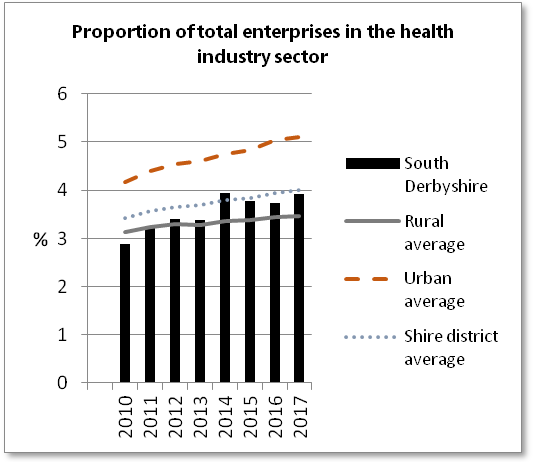 Proportion of total enterprises in the health
industry sector
6
5
4
3
2
1
0
%
2010
2011
2012
2013
2014
2015
2016
2017
South
Derbyshire
Rural
average
Urban
average
Shire district
average